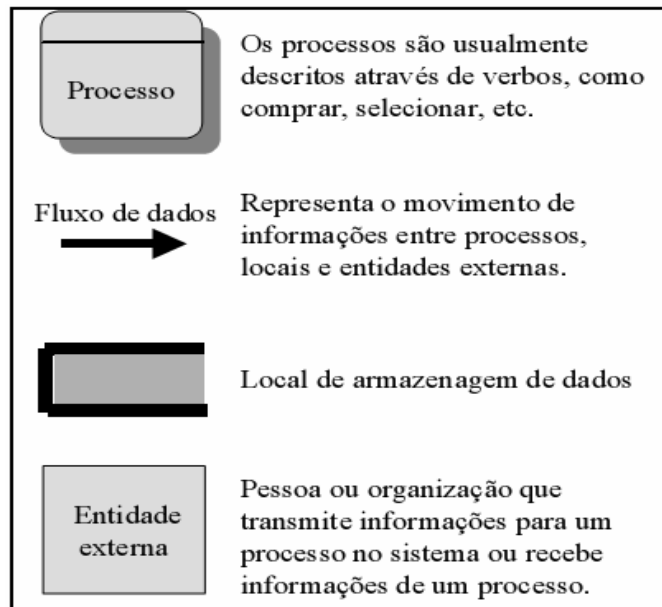 Processo
Os processos são usualmente
descritos através de verbos, como
comprar, selecionar, etc.
Fluxo de dados
Representa o movimento de
informações entre processos,
locais e entidades externas.
Local de armazenagem de dados
Entidade
externa
Pessoa ou organização que
transmite informações para um
processo no sistema ou recebe
informações de um processo.